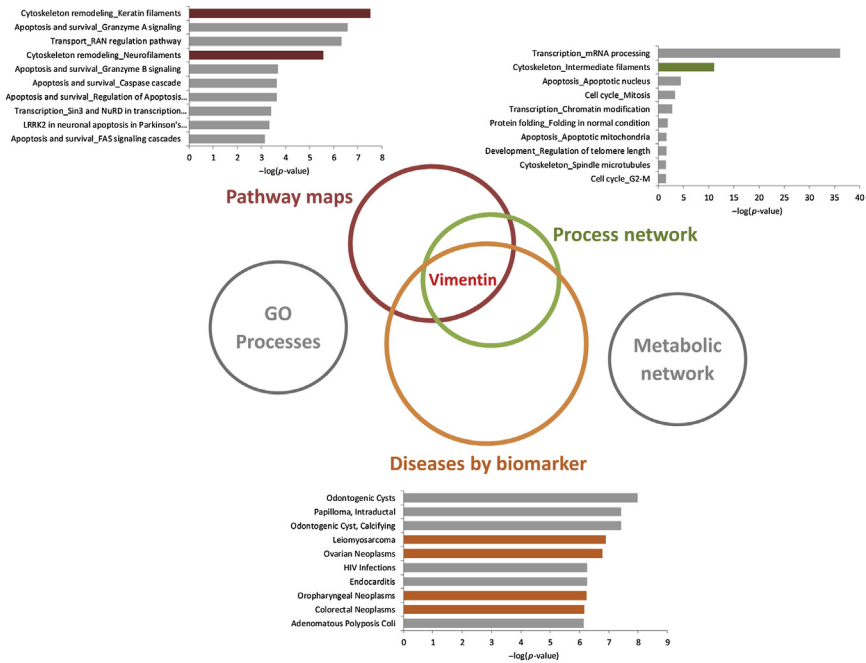 Cytoskeleton remodeling_Keratin filaments
Apoptosis and survival_Granzyme A signaling
Transport_RAN regulation pathway
Cytoskeleton remodeling_Neurofilaments
Apoptosis and survival_Granzyme B signaling
Apoptosis and survival_Caspase cascade
Apoptosis and survival_Regulation of Apoptosis...
Transcription_Sin3 and NuRD in transcription...
LRRK2 in neuronal apoptosis in Parkinson's...
Apoptosis and survival_FAS signaling cascades
0 1 2 3 4 5 6 7 8
–log(p-value)
Transcription_mRNA processing
Cytoskeleton_Intermediate filaments
Apoptosis_Apoptotic nucleus
Cell cycle_Mitosis
Transcription_Chromatin modification
Protein folding_Folding in normal condition
Apoptosis_Apoptotic mitochondria
Development_Regulation of telomere length
Cytoskeleton_Spindle microtubules
Cell cycle_G2-M
0 5 10 15 20 25 30 35 40
–log(p-value)
Pathway maps
Process network
Vimentin
GO
Processes
Metabolic
network
Diseases by biomarker
Odontogenic Cysts
Papilloma, Intraductal
Odontogenic Cyst, Calcifying
Leiomyosarcoma
Ovarian Neoplasms
HIV Infections
Endocarditis
Oropharyngeal Neoplasms
Colorectal Neoplasms
Adenomatous Polyposis Coli
0 1 2 3 4 5 6 7 8 9
–log(p-value)